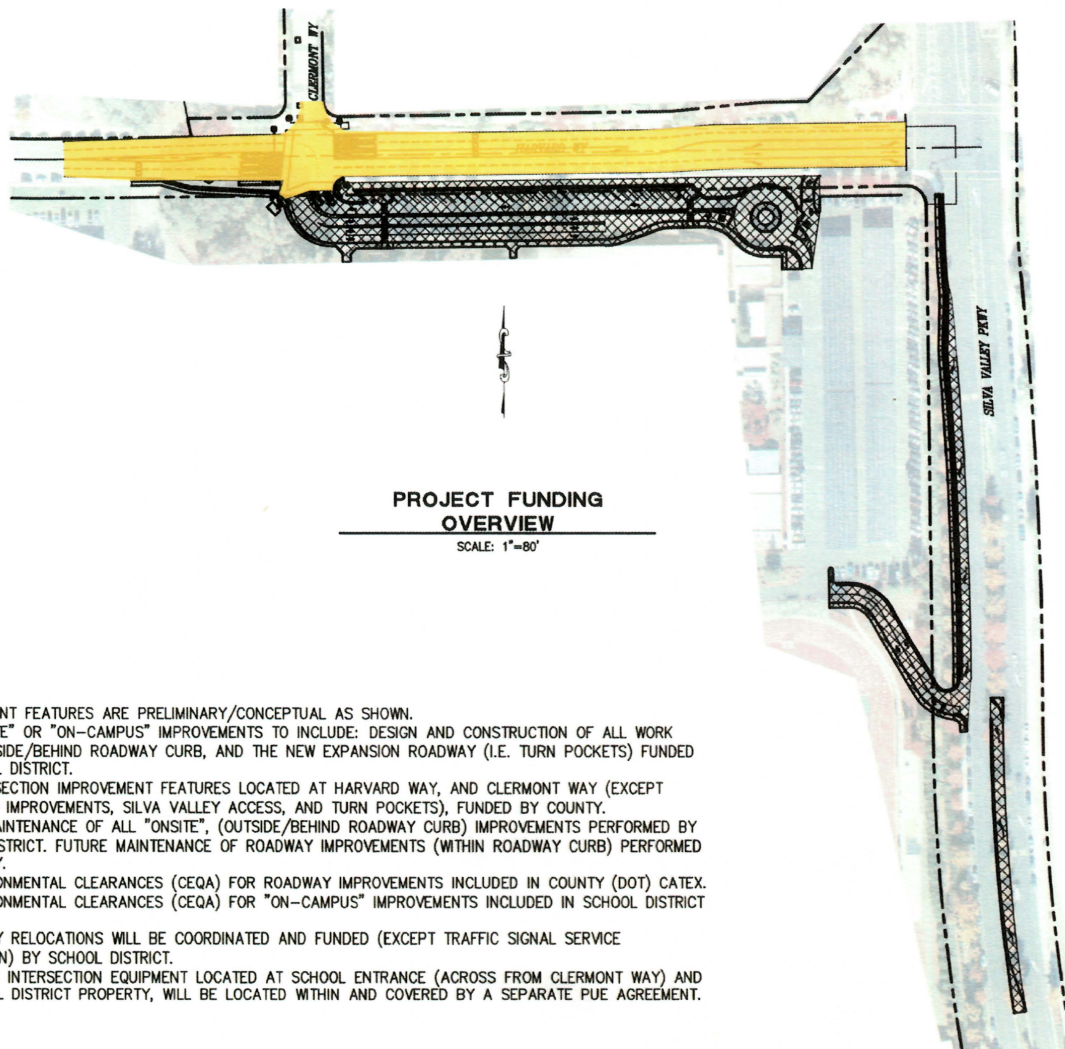 CLERMONT WY
HARVARD WY
SILVA VALLEY PKWY
PROJECT FUNDING
OVERVIEW
SCALE: 1"=80'
NT FEATURES ARE PRELIMINARY/CONCEPTUAL AS SHOWN.
E" OR "ON-CAMPUS" IMPROVEMENTS TO INCLUDE: DESIGN AND CONSTRUCTION OF ALL WORK
SIDE/BEHIND ROADWAY CURB, AND THE NEW EXPANSION ROADWAY (I.E. TURN POCKETS) FUNDED
L DISTRICT.
SECTION IMPROVEMENT FEATURES LOCATED AT HARVARD WAY, AND CLERMONT WAY (EXCEPT
IMPROVEMENTS, SILVA VALLEY ACCESS, AND TURN POCKETS), FUNDED BY COUNTY.
AINTENANCE OF ALL "ONSITE", (OUTSIDE/BEHIND ROADWAY CURB) IMPROVEMENTS PERFORMED BY
STRICT. FUTURE MAINTENANCE OF ROADWAY IMPROVEMENTS (WITHIN ROADWAY CURB) PERFORMED
Y.
ONMENTAL CLEARANCES (CEQA) FOR ROADWAY IMPROVEMENTS INCLUDED IN COUNTY (DOT) CATEX.
ONMENTAL CLEARANCES (CEQA) FOR "ON-CAMPUS" IMPROVEMENTS INCLUDED IN SCHOOL DISTRICT
Y RELOCATIONS WILL BE COORDINATED AND FUNDED (EXCEPT TRAFFIC SIGNAL SERVICE
N) BY SCHOOL DISTRICT.
INTERSECTION EQUIPMENT LOCATED AT SCHOOL ENTRANCE (ACROSS FROM CLERMONT WAY) AND
L DISTRICT PROPERTY, WILL BE LOCATED WITHIN AND COVERED BY A SEPARATE PUE AGREEMENT.